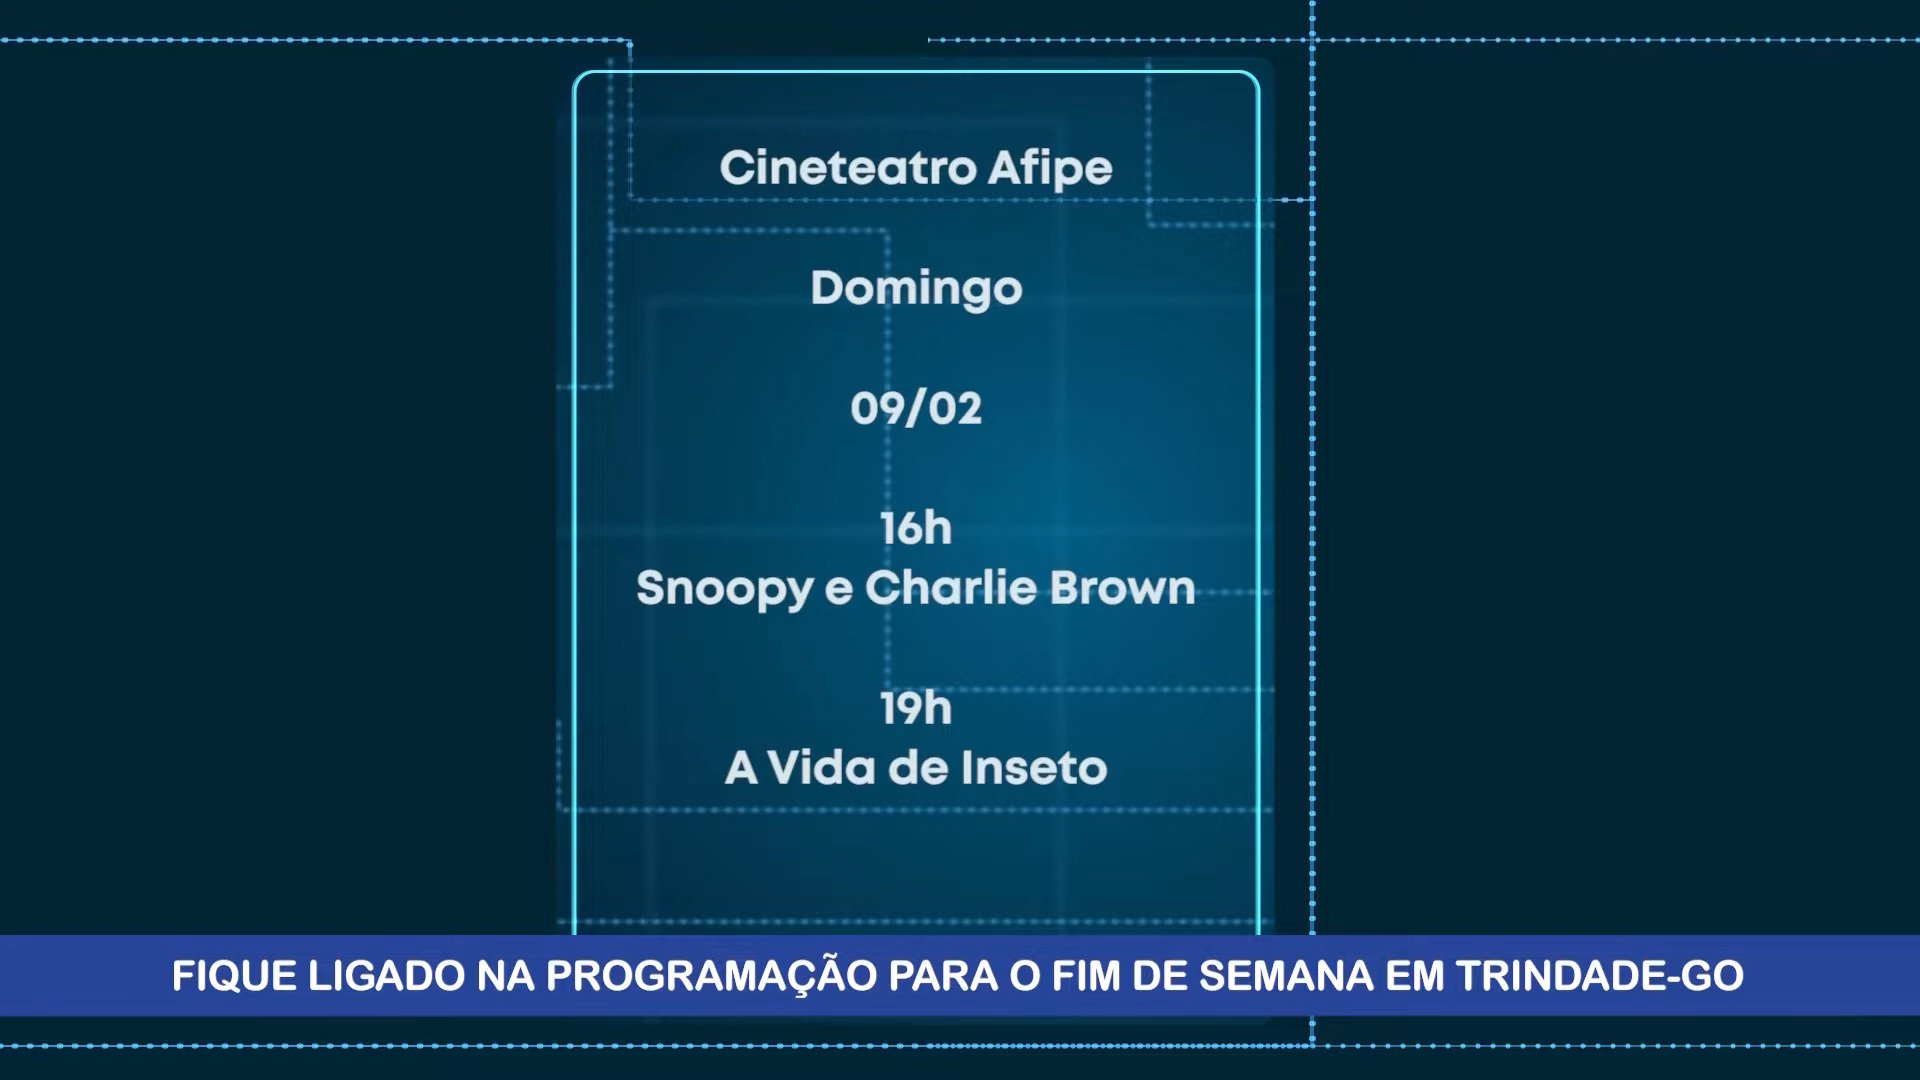 Cineteatro Afipe
Domingo
09/02
16h
Snoopy e Charlie Brown
19h
A Vida de Inseto
FIQUE LIGADO NA PROGRAMAÇÃO PARA O FIM DE SEMANA EM TRINDADE-GO